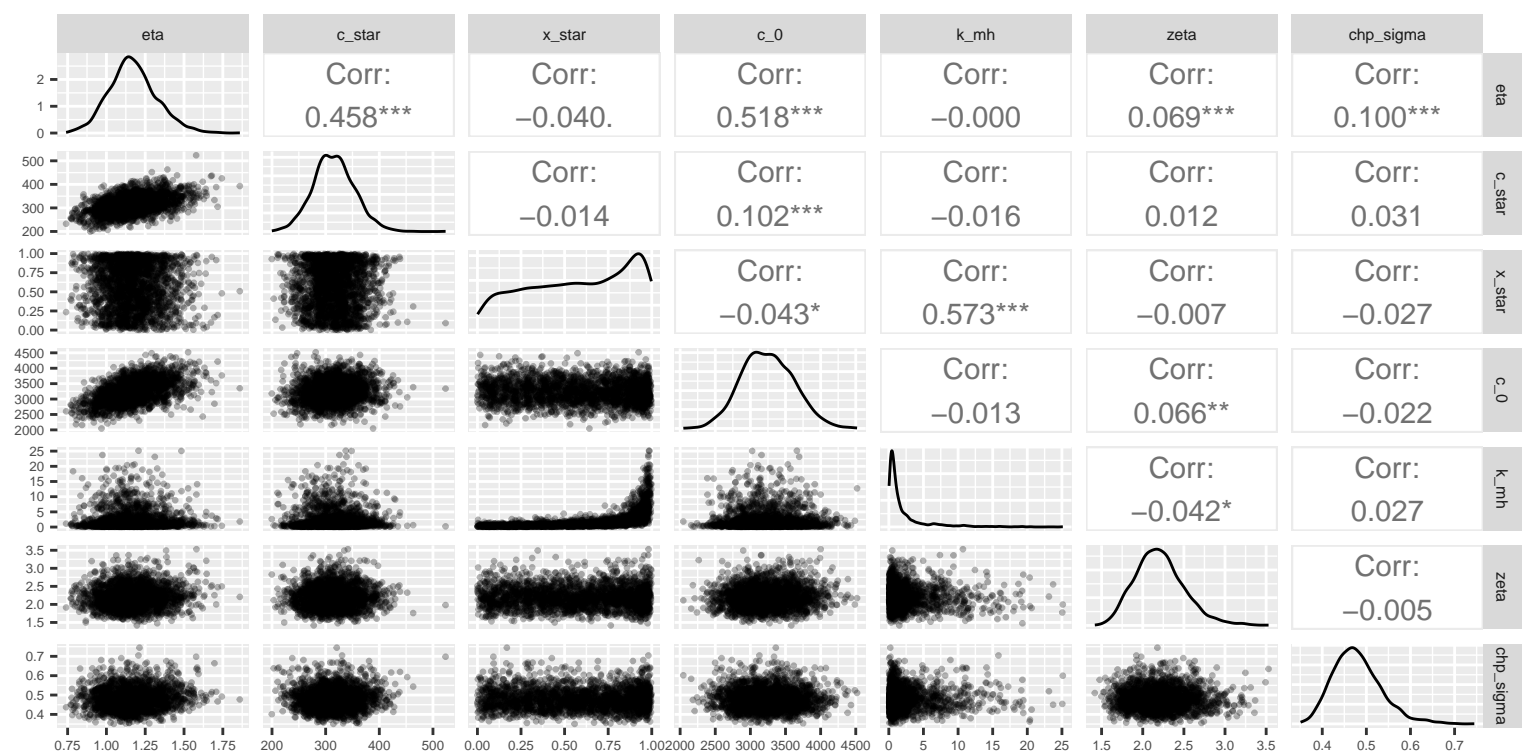 eta c_star x_star c_0 k_mh zeta chp_sigma
2
1
0
Corr:
0.458***
Corr:
−0.040.
Corr:
0.518***
Corr:
−0.000
Corr:
0.069***
Corr:
0.100***
eta
500
400
300
200
Corr:
−0.014
Corr:
0.102***
Corr:
−0.016
Corr:
0.012
Corr:
0.031
c_star
1.00
0.75
0.50
0.25
0.00
Corr:
−0.043*
Corr:
0.573***
Corr:
−0.007
Corr:
−0.027
x_star
4500
4000
3500
3000
2500
2000
Corr:
−0.013
Corr:
0.066**
Corr:
−0.022
c_0
25
20
15
10
5
0
Corr:
−0.042*
Corr:
0.027
k_mh
3.5
3.0
2.5
2.0
1.5
Corr:
−0.005
zeta
0.7
0.6
0.5
0.4
chp_sigma
0.75 1.00 1.25 1.50 1.75 200 300 400 500 0.00 0.25 0.50 0.75 1.00 2000 2500 3000 3500 4000 4500 0 5 10 15 20 25 1.5 2.0 2.5 3.0 3.5 0.4 0.5 0.6 0.7